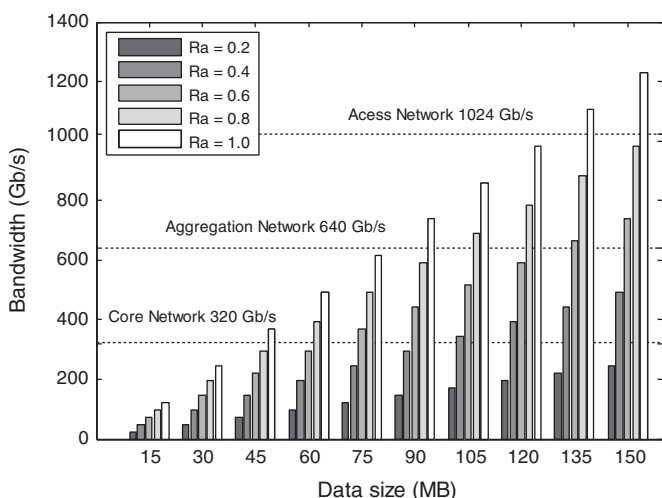 1400
1200
1000
800
600
400
200
0
Bandwidth (Gb/s)
Ra = 0.2
Ra = 0.4
Ra = 0.6
Ra = 0.8
Ra = 1.0
Acess Network 1024 Gb/s
Aggregation Network 640 Gb/s
Core Network 320 Gb/s
15 30 45 60 75 90 105 120 135 150
Data size (MB)